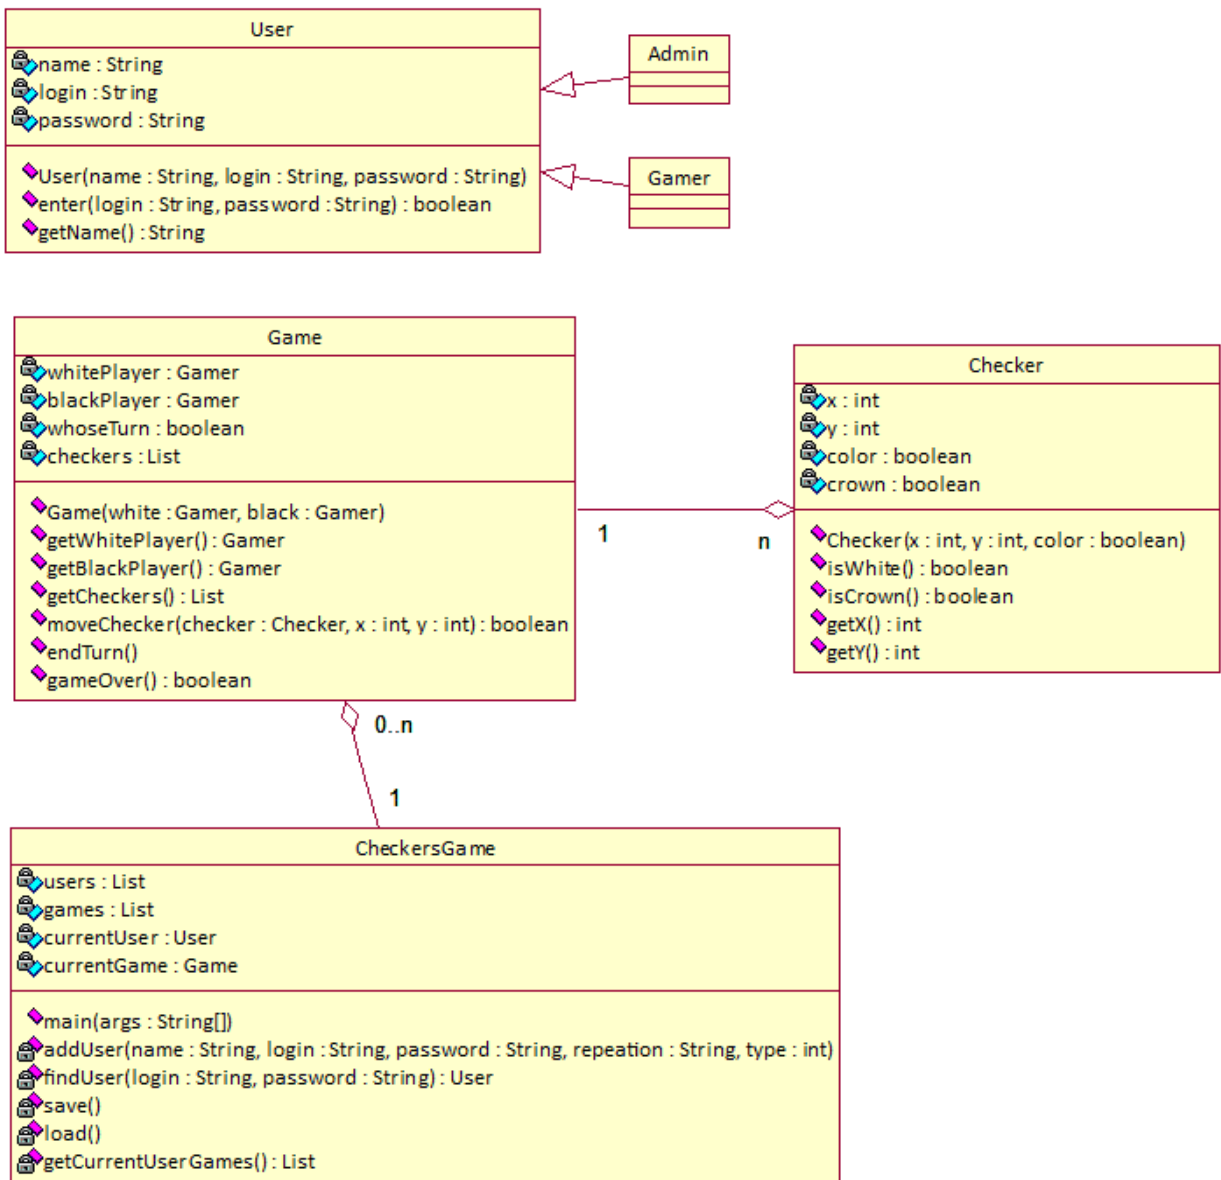 User
name : String
login : String
password : String
User(name : String, login : String, password : String)
enter(login : String, password : String) : boolean
getName() : String
Admin
Gamer
Game
whitePlayer : Gamer
blackPlayer : Gamer
whoseTurn : boolean
checkers : List
Game(white : Gamer, black : Gamer)
getWhitePlayer() : Gamer
getBlackPlayer() : Gamer
getCheckers() : List
moveChecker(checker : Checker, x : int, y : int) : boolean
endTurn()
gameOver() : boolean
1
n
Checker
x : int
y : int
color : boolean
crown : boolean
Checker(x : int, y : int, color : boolean)
isWhite() : boolean
isCrown() : boolean
getX() : int
getY() : int
0..n
1
CheckersGame
users : List
games : List
currentUser : User
currentGame : Game
main(args : String[])
addUser(name : String, login : String, password : String, repeation : String, type : int)
findUser(login : String, password : String) : User
save()
load()
getCurrentUserGames() : List